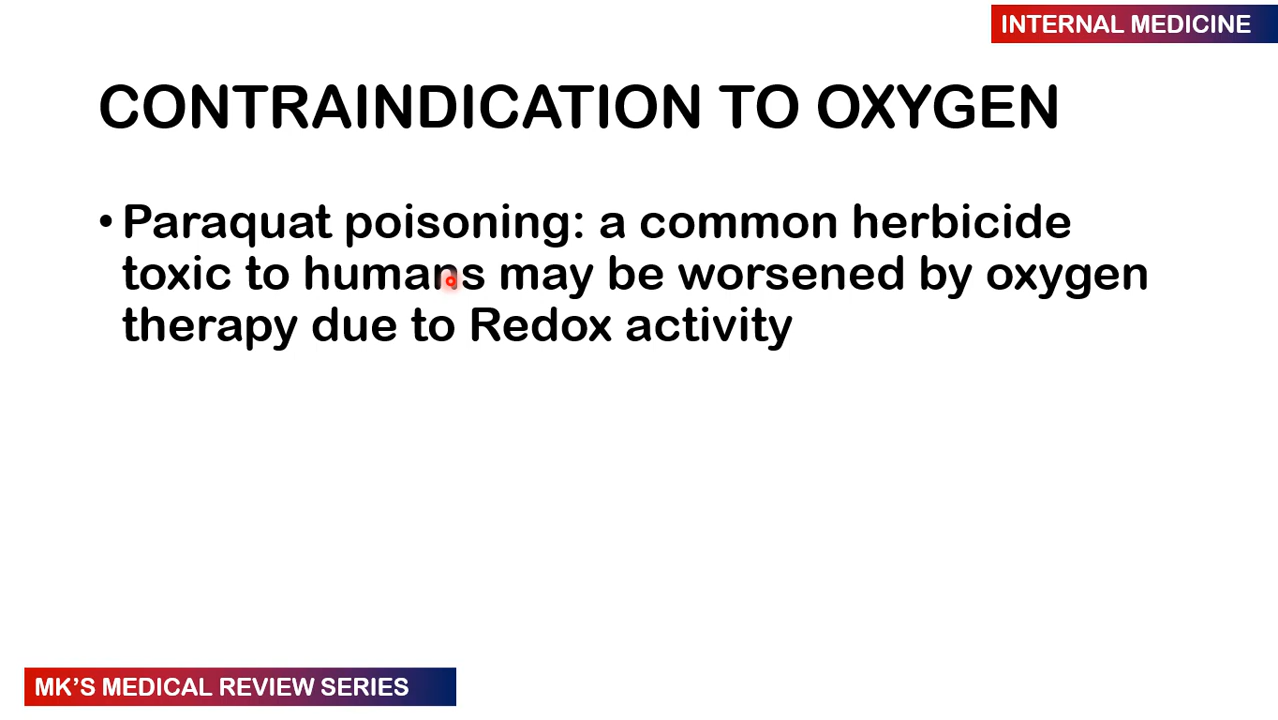 INTERNAL MEDICINE
CONTRAINDICATION TO OXYGEN
• Paraquat poisoning: a common herbicide
toxic to humans may be worsened by oxygen
therapy due to Redox activity
MK’S MEDICAL REVIEW SERIES